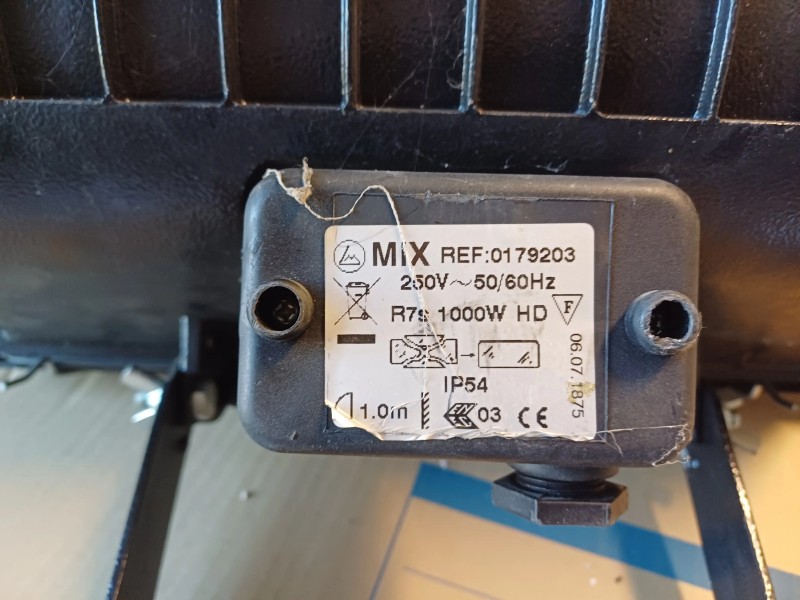 MIX REF:0179203
250V~50/60Hz
R7s 1000W HD
F
IP54
1.0m
03 CE
06.07.1875